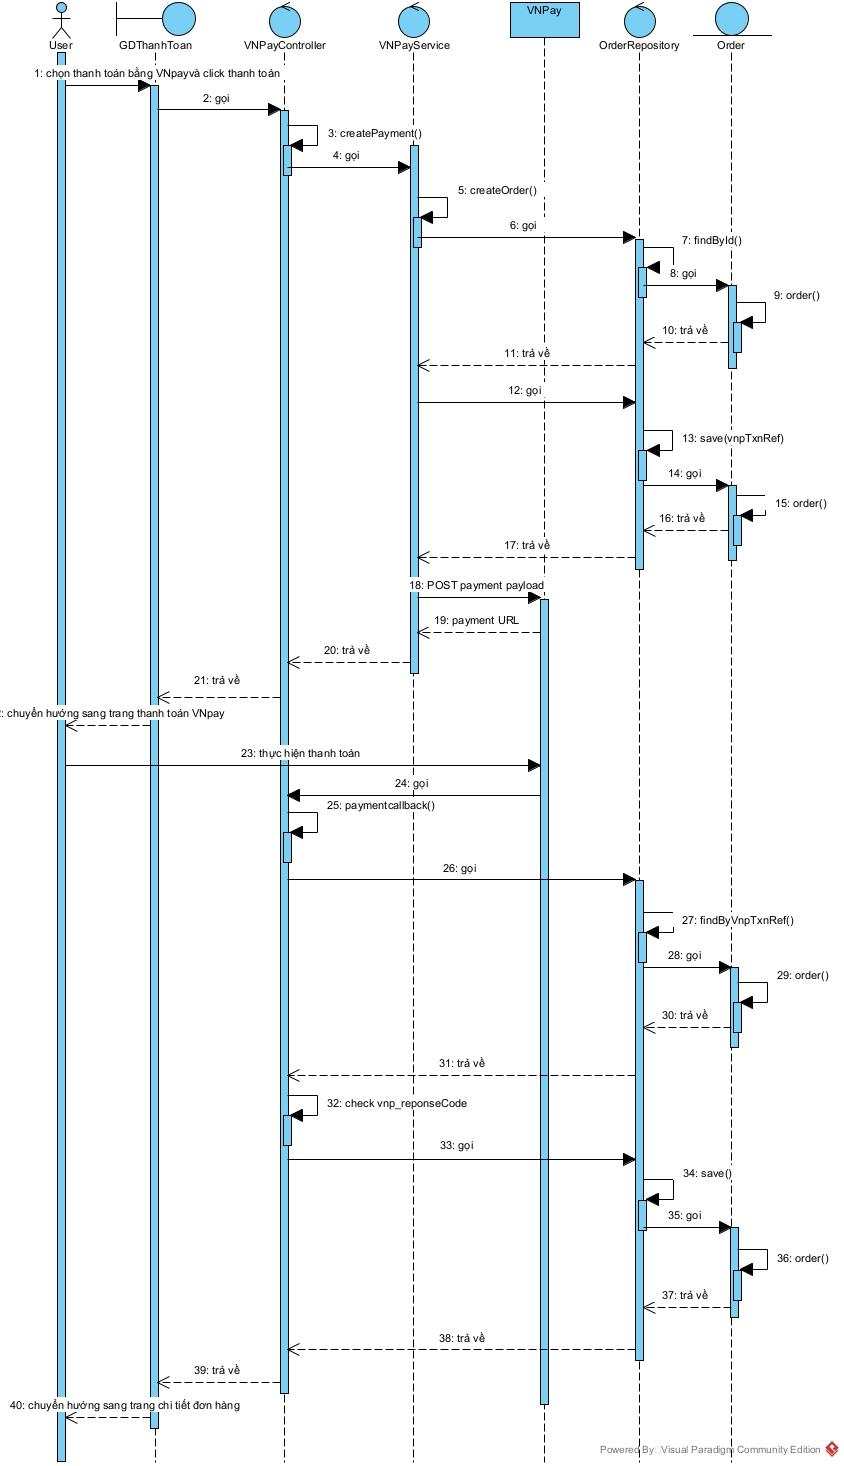 VNPay
User
GDThanhToan
VNPayController
VNPayService
OrderRepository
Order
1: chọn thanh toán bằng VNpayvà click thanh toán
2: gọi
3: createPayment()
4: gọi
5: createOrder()
6: gọi
7: findById()
8: gọi
9: order()
10: trả về
11: trả về
12: gọi
13: save(vnpTxnRef)
14: gọi
15: order()
16: trả về
17: trả về
18: POST payment payload
19: payment URL
20: trả về
21: trả về
: chuyển hướng sang trang thanh toán VNpay
23: thực hiện thanh toán
24: gọi
25: paymentcallback()
26: gọi
27: findByVnpTxnRef()
28: gọi
29: order()
30: trả về
31: trả về
32: check vnp_reponseCode
33: gọi
34: save()
35: goi
36: order()
37: trả về
38: trả về
39: trả về
40: chuyển hướng sang trang chi tiết đơn hàng
Powered By Visual Paradigm Community Edition